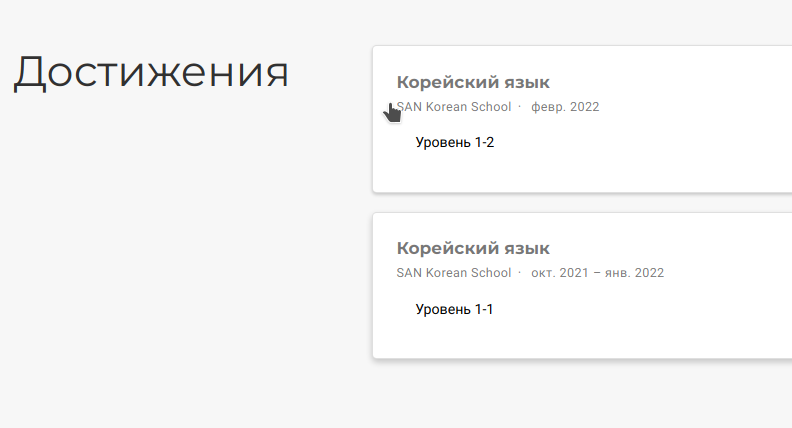 Достижения
Корейский язык
SAN Korean School · февр. 2022
Уровень 1-2
Корейский язык
SAN Korean School · окт. 2021 – янв. 2022
Уровень 1-1